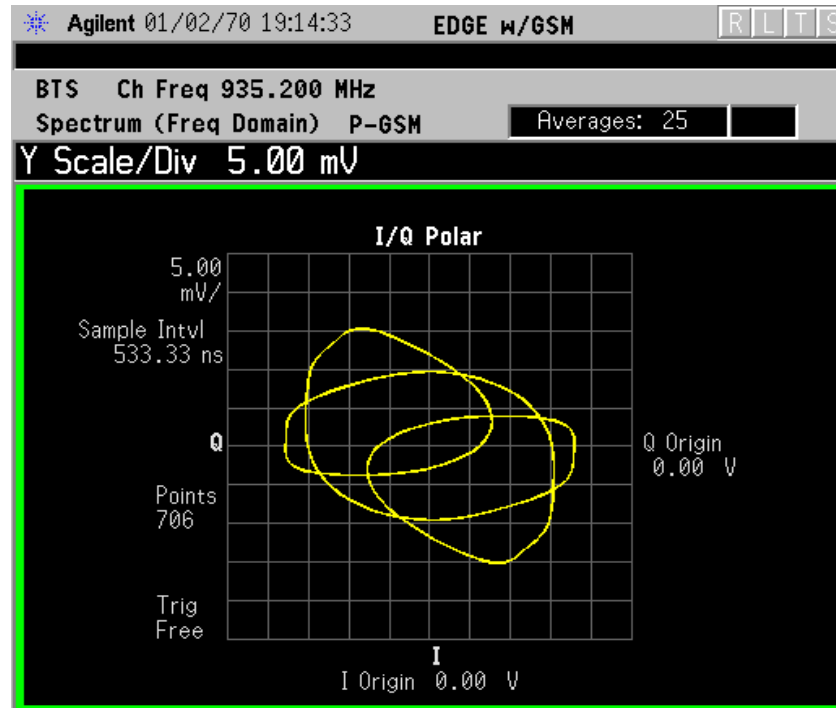 Agilent 01/02/70 19:14:33 EDGE w/GSM R L T S
BTS Ch Freq 935.200 MHz
Spectrum (Freq Domain) P-GSM Averages: 25
Y Scale/Div 5.00 mV
I/Q Polar
5.00
mV/
Sample Intvl
533.33 ns
Q
Q Origin
0.00 V
Points
706
Trig
Free
I
I Origin 0.00 V